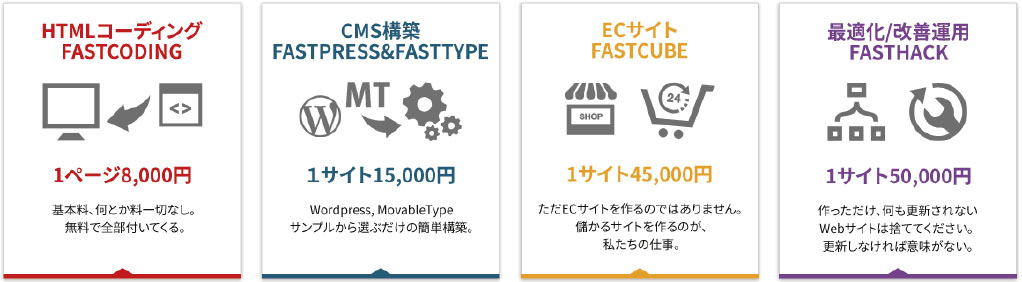 HTMLコーディング
FASTCODING
<>
1ページ8,000円
基本料、何とか料一切なし。
無料で全部付いてくる。
CMS構築
FASTPRESS&FASTTYPE
W
MT
1サイト15,000円
Wordpress, MovableType
サンプルから選ぶだけの簡単構築。
ECサイト
FASTCUBE
SHOP
24
1サイト45,000円
ただECサイトを作るのではありません。
儲かるサイトを作るのが、
私たちの仕事。
最適化/改善運用
FASTHACK
1サイト50,000円
作っただけ、何も更新されない
Webサイトは捨ててください。
更新しなければ意味がない。